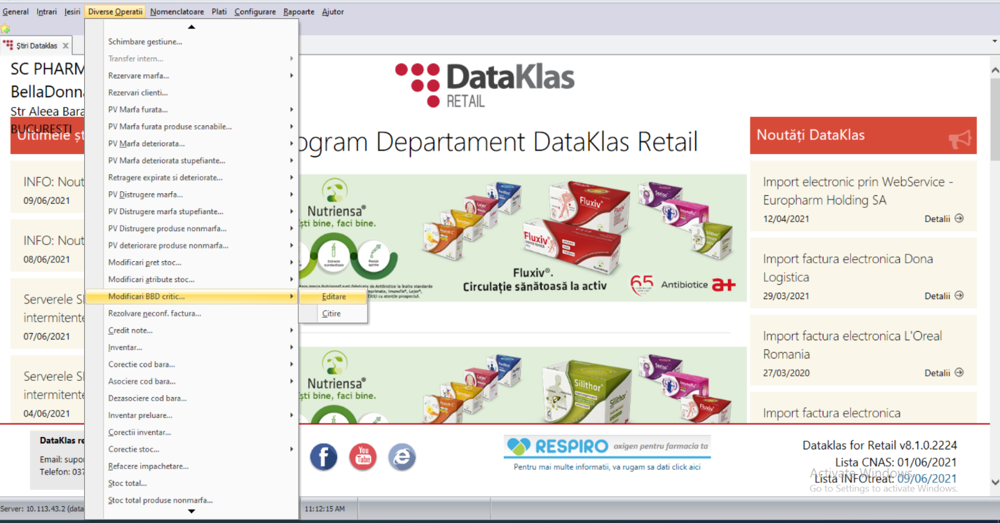 General Intrari Iesiri Diverse Operatii Nomenclatoare Plati Configurare Rapoarte Ajutor
Știri Dataklas X
SC PHARM
BellaDonna
Str Aleea Bara
BUCURESTI
Ultimele șt
INFO: Nout
09/06/2021
INFO: Nout
08/06/2021
Serverele SI
intermitente
07/06/2021
Serverele SI
intermitente
04/06/2021
DataKlas re
Email: supo
Telefon: 037
Schimbare gestiune...
Transfer intern...
Rezervare marfa...
Rezervari clienti...
PV Marfa furata...
PV Marfa furata produse scanabile...
PV Marfa deteriorata...
PV Marfa deteriorata stupefiante...
Retragere expirate si deteriorate...
PV Distrugere marfa...
PV Distrugere marfa stupefiante...
PV Distrugere produse nonmarfa...
PV deteriorare produse nonmarfa...
Modificari pret stoc...
Modificari atribute stoc...
Modificari BBD critic...
Rezolvare neconf. factura...
Credit note...
Inventar...
Corectie cod bara...
Asociere cod bara...
Dezasociere cod bara...
Inventar preluare...
Corectii inventar...
Corectie stoc...
Refacere impachetare...
Stoc total...
Stoc total produse nonmarfa...
Editare
Citire
DataKlas
RETAIL
ogram Departament DataKlas Retail
Nutriensa®
ști bine, faci bine.
Fluxiv
Fluxiv
Fluxiv®.
Circulație sănătoasă la activ
65
Antibiotice a+
Nutriensa®
ști bine, faci bine.
Silithor
Silithor
Fluxiv
Noutăți DataKlas
Import electronic prin WebService -
Europharm Holding SA
12/04/2021 Detalii
Import factura electronica Dona
Logistica
29/03/2021 Detalii
Import factura electronica L'Oreal
Romania
27/03/2020 Detalii
Import factura electronica
f
You
Tube
e
RESPIRO oxigen pentru farmacia ta
Pentru mai multe informatii, va rugam sa dati click aici
Dataklas for Retail v8.1.0.2224
Lista CNAS: 01/06/2021
Lista INFOtreat: 09/06/2021
Activate Windows
Go to Settings to activate Windows.
Server: 10.113.43.2 (data
11:12:15 AM